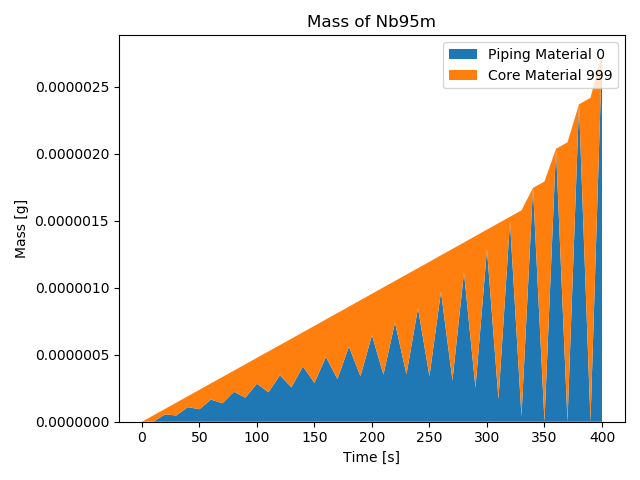 Mass of Nb95m
Piping Material 0
Core Material 999
Mass [g]
0.0000025
0.0000020
0.0000015
0.0000010
0.0000005
0.0000000
0 50 100 150 200 250 300 350 400
Time [s]